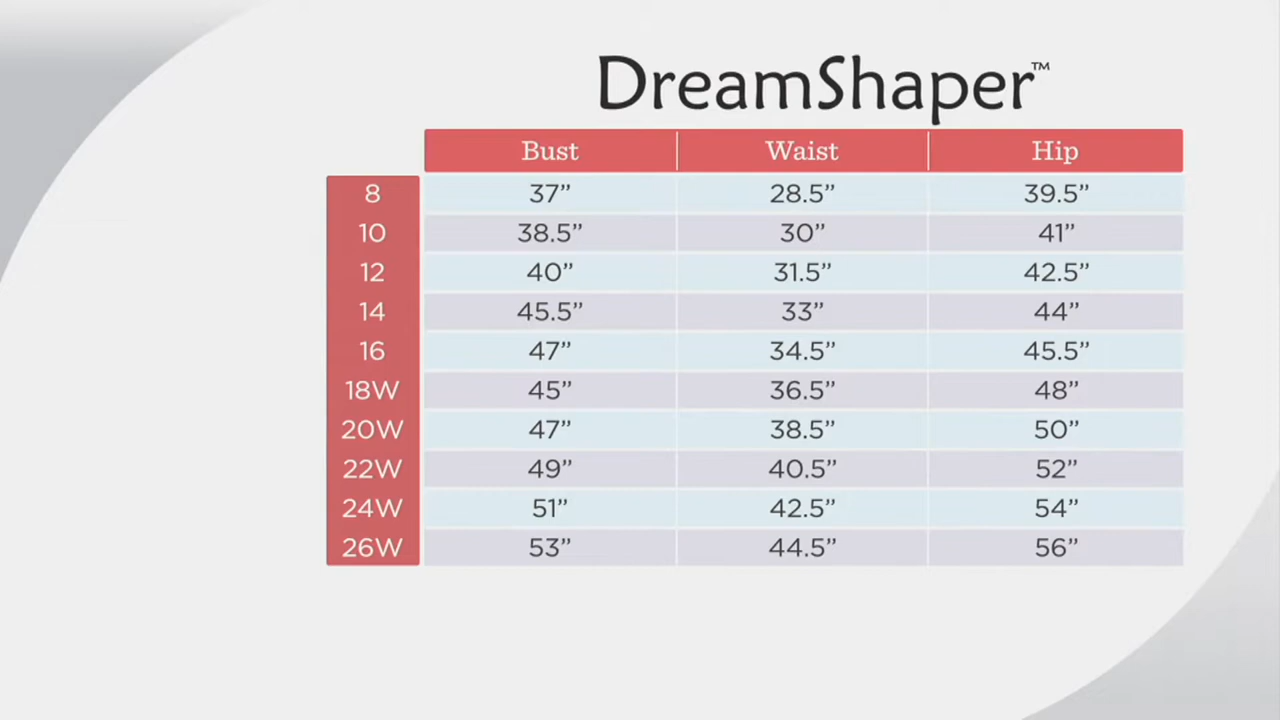 DreamShaper™
Bust Waist Hip
8 37” 28.5” 39.5”
10 38.5” 30” 41”
12 40” 31.5” 42.5”
14 45.5” 33” 44”
16 47” 34.5” 45.5”
18W 45” 36.5” 48”
20W 47” 38.5” 50”
22W 49” 40.5” 52”
24W 51” 42.5” 54”
26W 53” 44.5” 56”